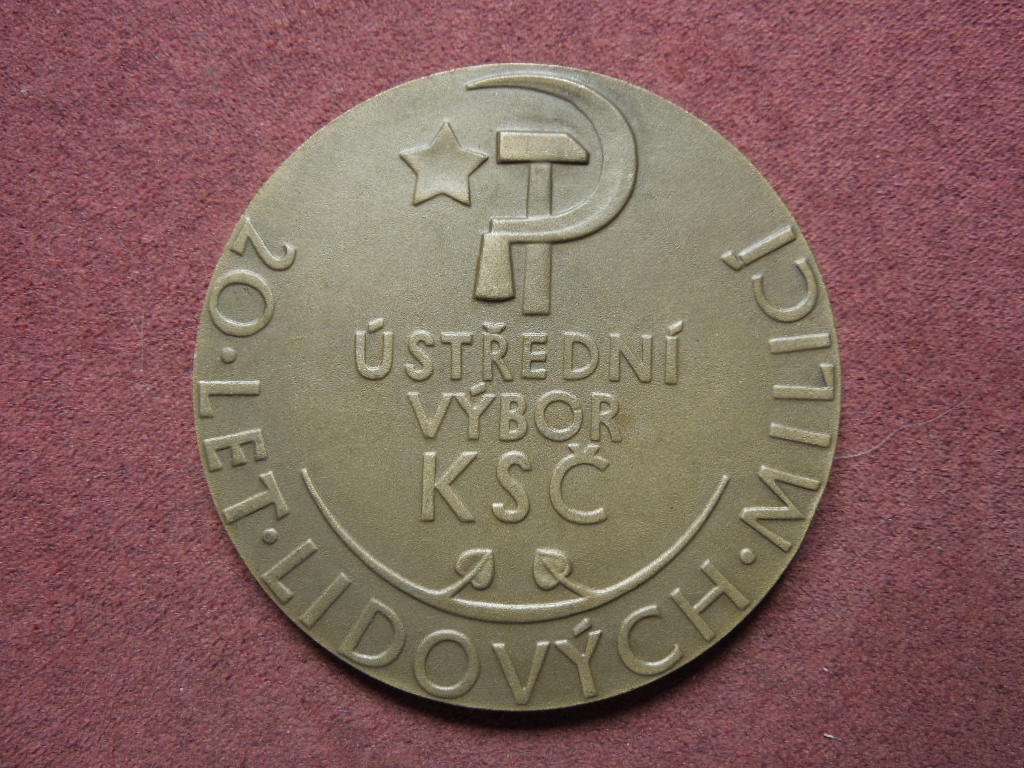 ÚSTŘEDNÍ
VÝBOR
KSČ
20·LET·LIDOVÝCH·MILICÍ